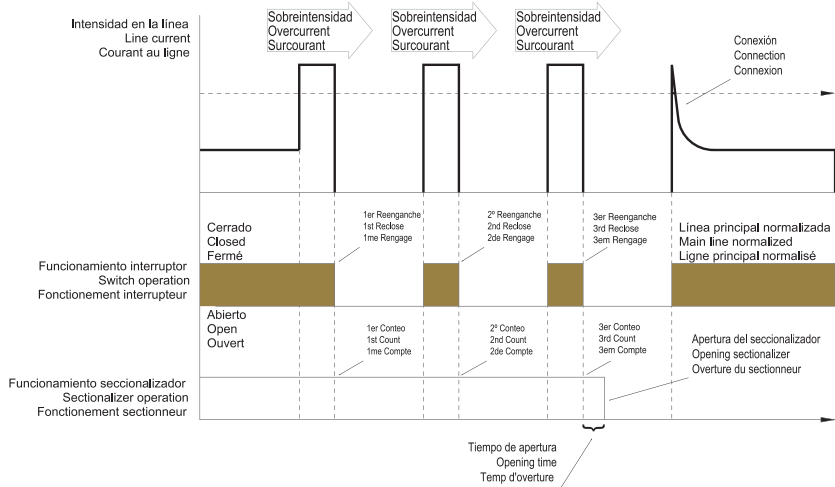 Intensidad en la línea
Line current
Courant au ligne
Sobreintensidad
Overcurrent
Surcourant
Sobreintensidad
Overcurrent
Surcourant
Sobreintensidad
Overcurrent
Surcourant
Conexión
Connection
Connexion
Cerrado
Closed
Fermé
1er Reenganche
1st Reclose
1me Rengage
2º Reenganche
2nd Reclose
2de Rengage
3er Reenganche
3rd Reclose
3em Rengage
Línea principal normalizada
Main line normalized
Ligne principal normalisé
Funcionamiento interruptor
Switch operation
Fonctionement interrupteur
Abierto
Open
Ouvert
1er Conteo
1st Count
1me Compte
2º Conteo
2nd Count
2de Compte
3er Conteo
3rd Count
3em Compte
Apertura del seccionalizador
Opening sectionalizer
Overture du sectionneur
Funcionamiento seccionalizador
Sectionalizer operation
Fonctionement sectionneur
Tiempo de apertura
Opening time
Temp d'overture